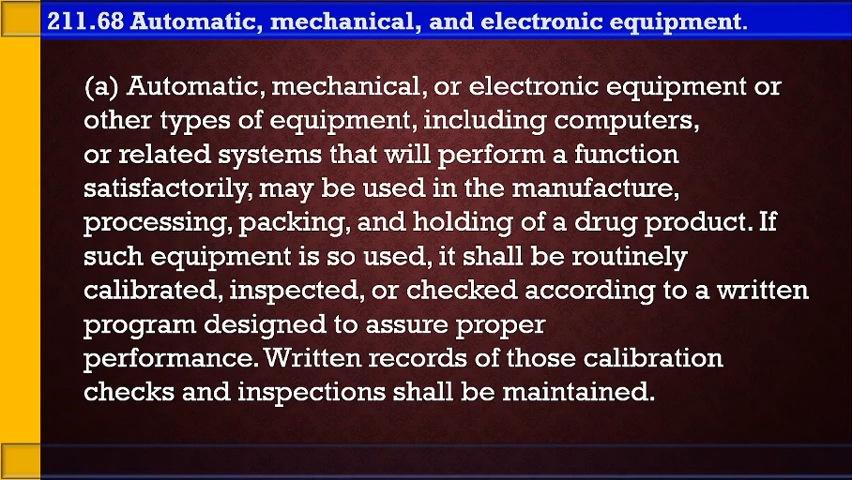 211.68 Automatic, mechanical, and electronic equipment.
(a) Automatic, mechanical, or electronic equipment or
other types of equipment, including computers,
or related systems that will perform a function
satisfactorily, may be used in the manufacture,
processing, packing, and holding of a drug product. If
such equipment is so used, it shall be routinely
calibrated, inspected, or checked according to a written
program designed to assure proper
performance. Written records of those calibration
checks and inspections shall be maintained.